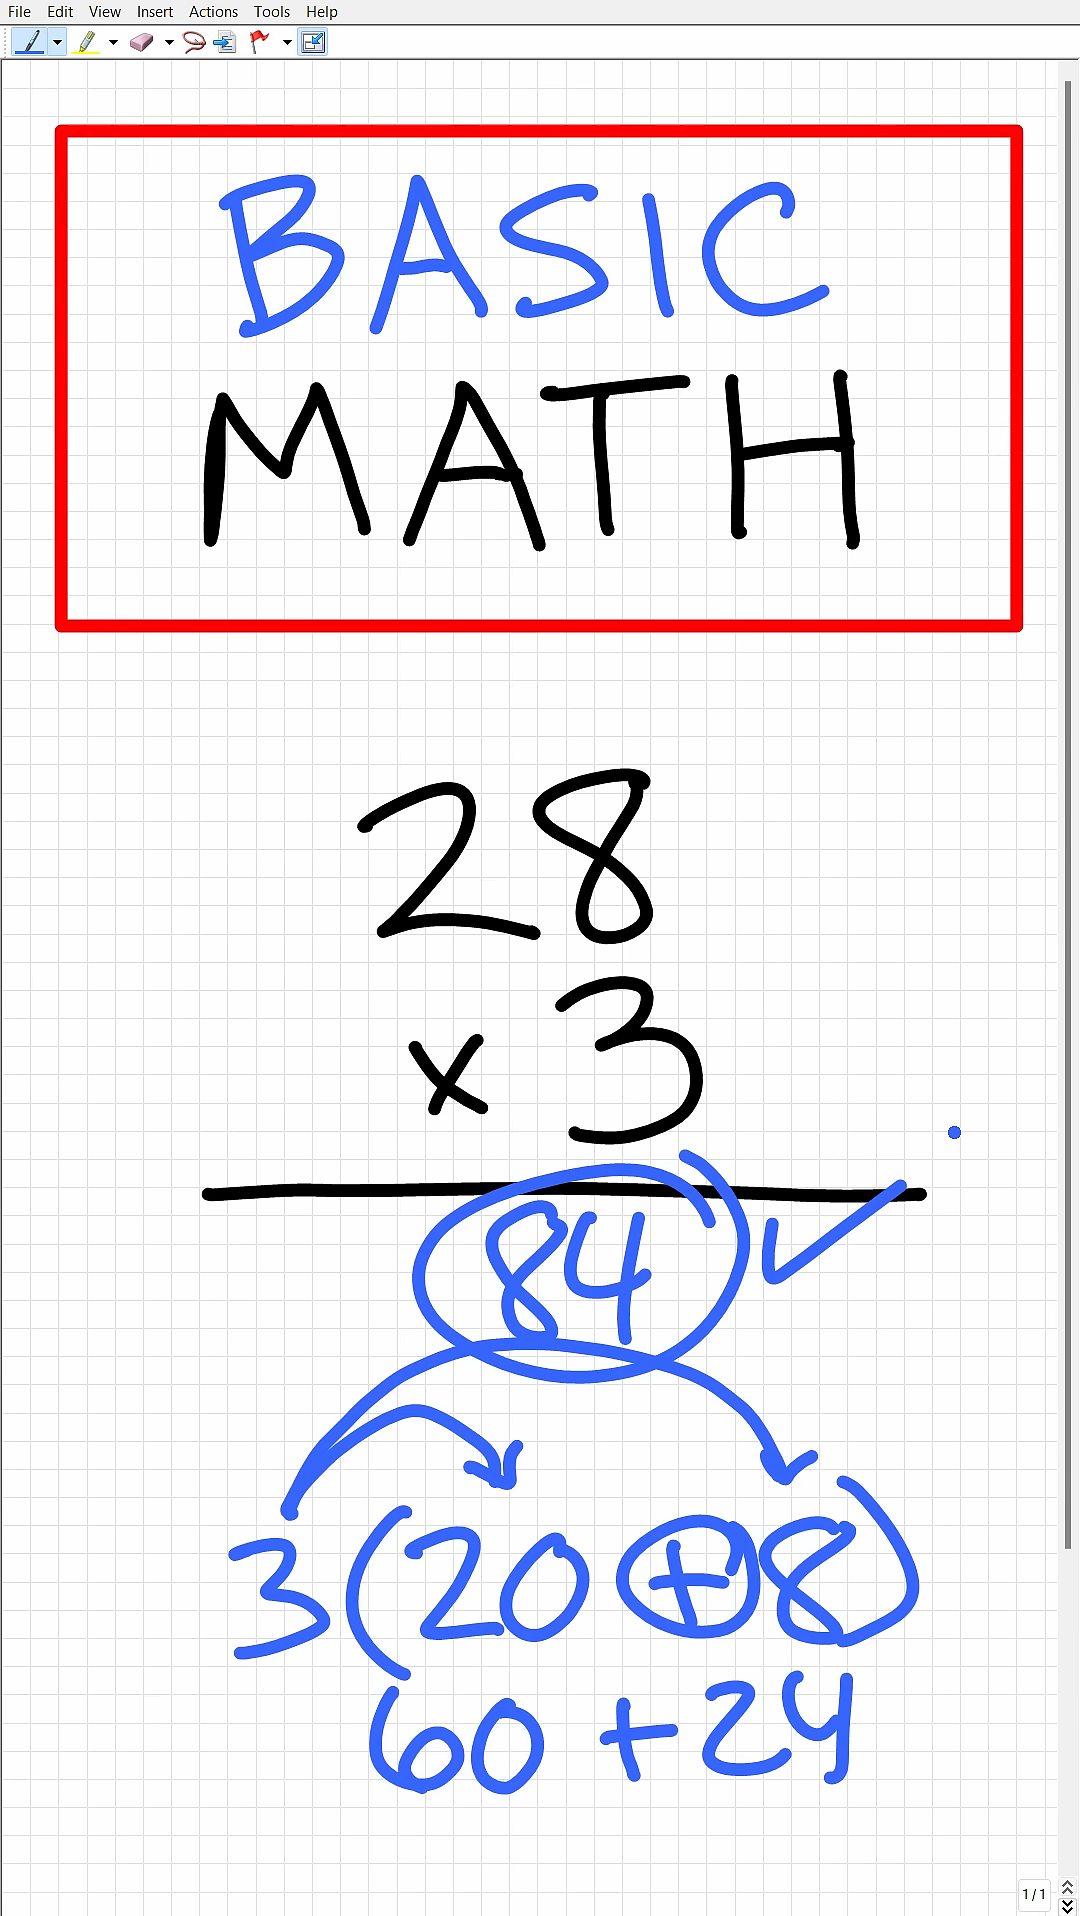 File Edit View Insert Actions Tools Help
BASIC
MATH
28
x 3
84
3(20 + 8)
60 + 24
1/1